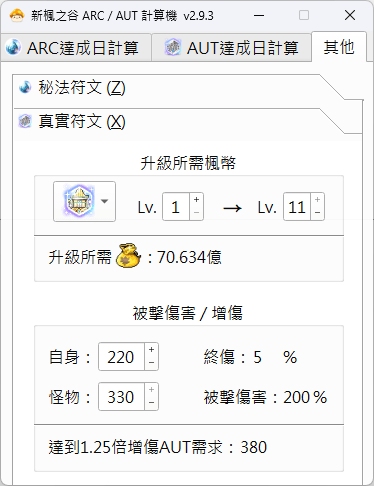 新楓之谷 ARC / AUT 計算機 v2.9.3
ARC達成日計算 AUT達成日計算 其他
秘法符文 (Z)
真實符文 (X)
升級所需楓幣
Lv. 1 → Lv. 11
升級所需 : 70.634億
被擊傷害 / 增傷
自身 : 220 終傷 : 5 %
怪物 : 330 被擊傷害 : 200 %
達到1.25倍增傷AUT需求 : 380